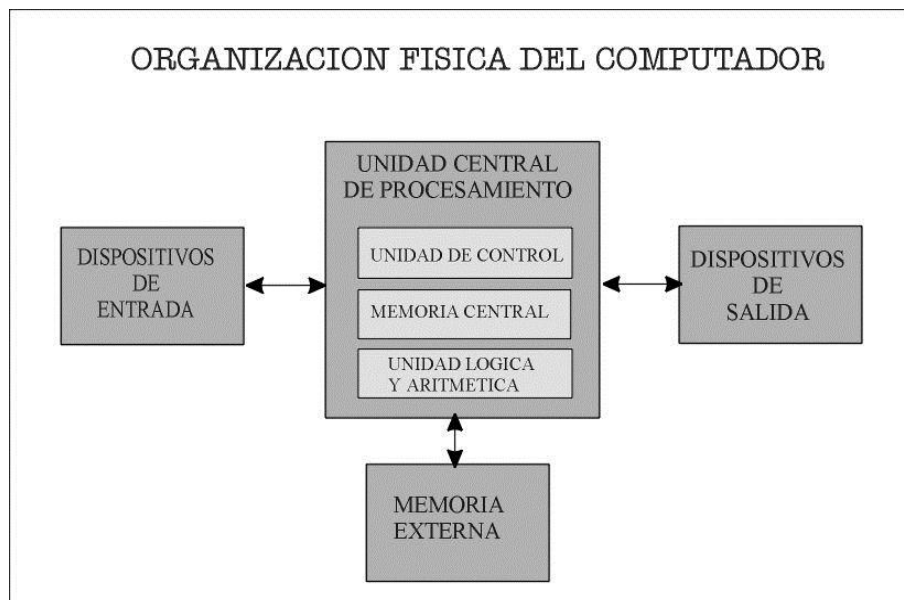 ORGANIZACION FISICA DEL COMPUTADOR
UNIDAD CENTRAL
DE PROCESAMIENTO
UNIDAD DE CONTROL
MEMORIA CENTRAL
UNIDAD LOGICA
Y ARITMETICA
DISPOSITIVOS
DE
ENTRADA
DISPOSITIVOS
DE
SALIDA
MEMORIA
EXTERNA